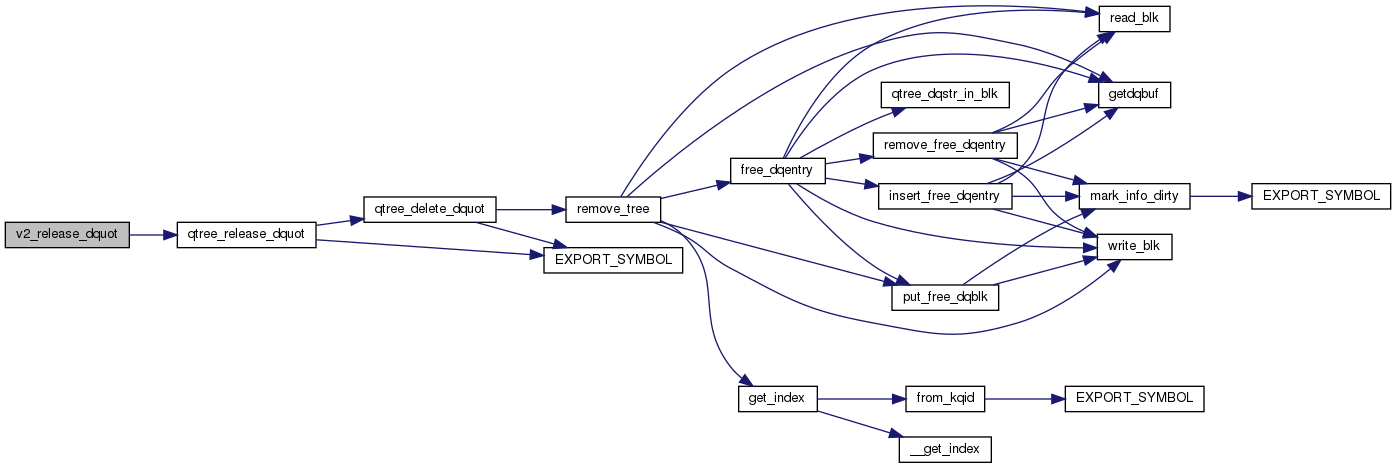 v2_release_dquot
qtree_release_dquot
qtree_delete_dquot
EXPORT_SYMBOL
remove_tree
free_dqentry
get_index
qtree_dqstr_in_blk
remove_free_dqentry
insert_free_dqentry
put_free_dqblk
from_kqid
__get_index
read_blk
getdqbuf
mark_info_dirty
write_blk
EXPORT_SYMBOL
EXPORT_SYMBOL